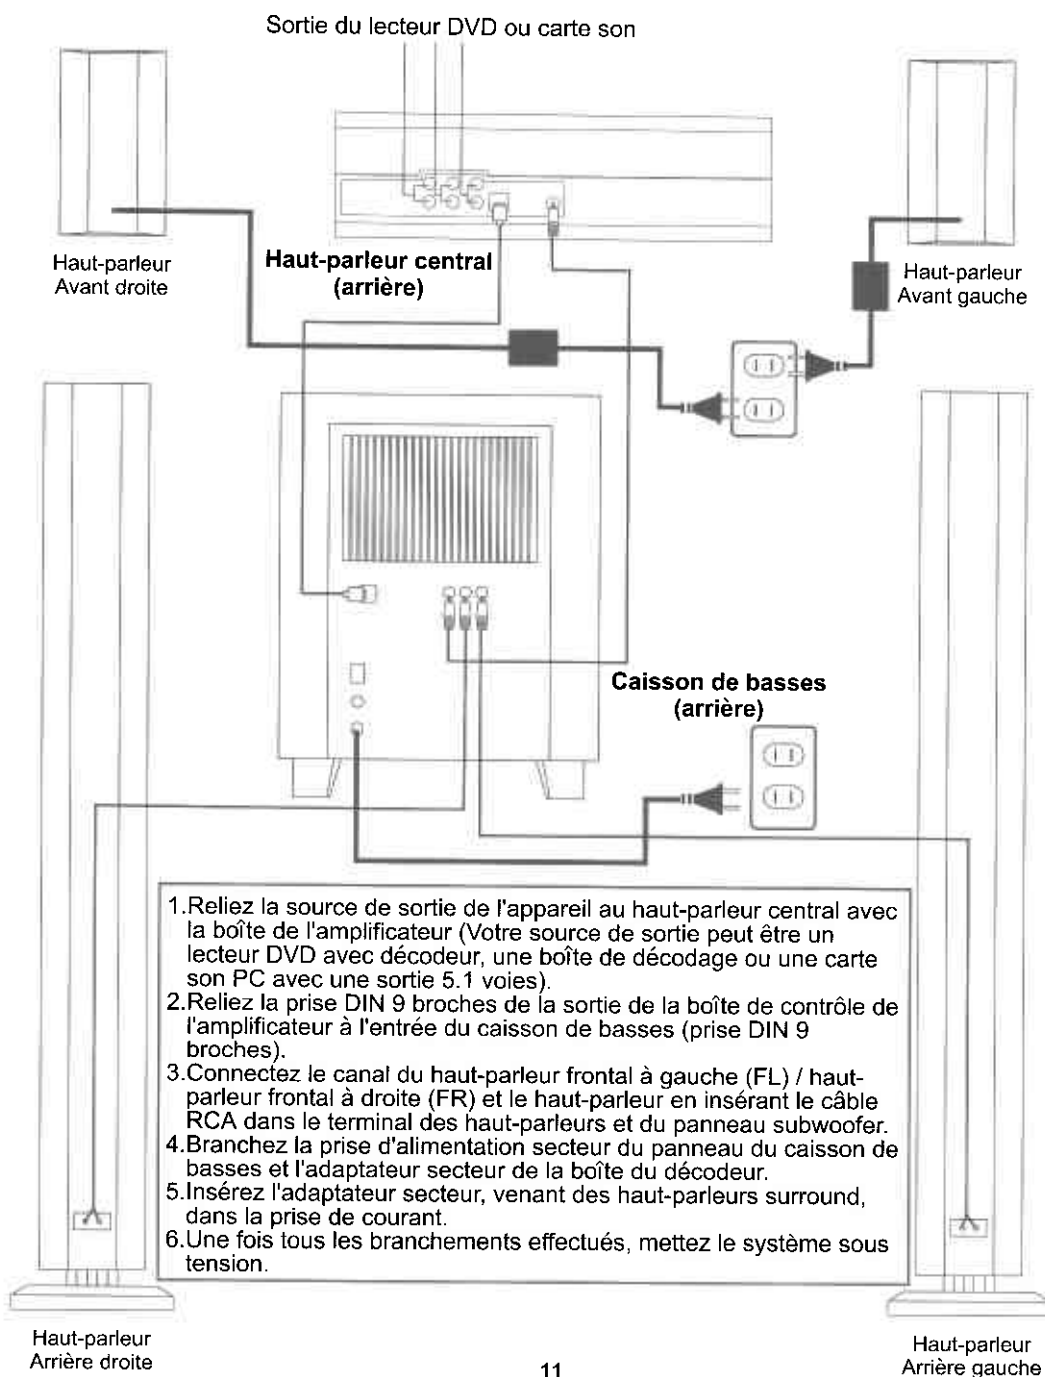 Sortie du lecteur DVD ou carte son
Haut-parleur
Avant droite
Haut-parleur central
(arrière)
Haut-parleur
Avant gauche
Caisson de basses
(arrière)
1.Reliez la source de sortie de l'appareil au haut-parleur central avec
la boîte de l'amplificateur (Votre source de sortie peut être un
lecteur DVD avec décodeur, une boîte de décodage ou une carte
son PC avec une sortie 5.1 voies).
2.Reliez la prise DIN 9 broches de la sortie de la boîte de contrôle de
l'amplificateur à l'entrée du caisson de basses (prise DIN 9
broches).
3.Connectez le canal du haut-parleur frontal à gauche (FL) / haut-
parleur frontal à droite (FR) et le haut-parleur en insérant le câble
RCA dans le terminal des haut-parleurs et du panneau subwoofer.
4.Branchez la prise d'alimentation secteur du panneau du caisson de
basses et l'adaptateur secteur de la boîte du décodeur.
5.Insérez l'adaptateur secteur, venant des haut-parleurs surround,
dans la prise de courant.
6.Une fois tous les branchements effectués, mettez le système sous
tension.
Haut-parleur
Arrière droite
11
Haut-parleur
Arrière gauche